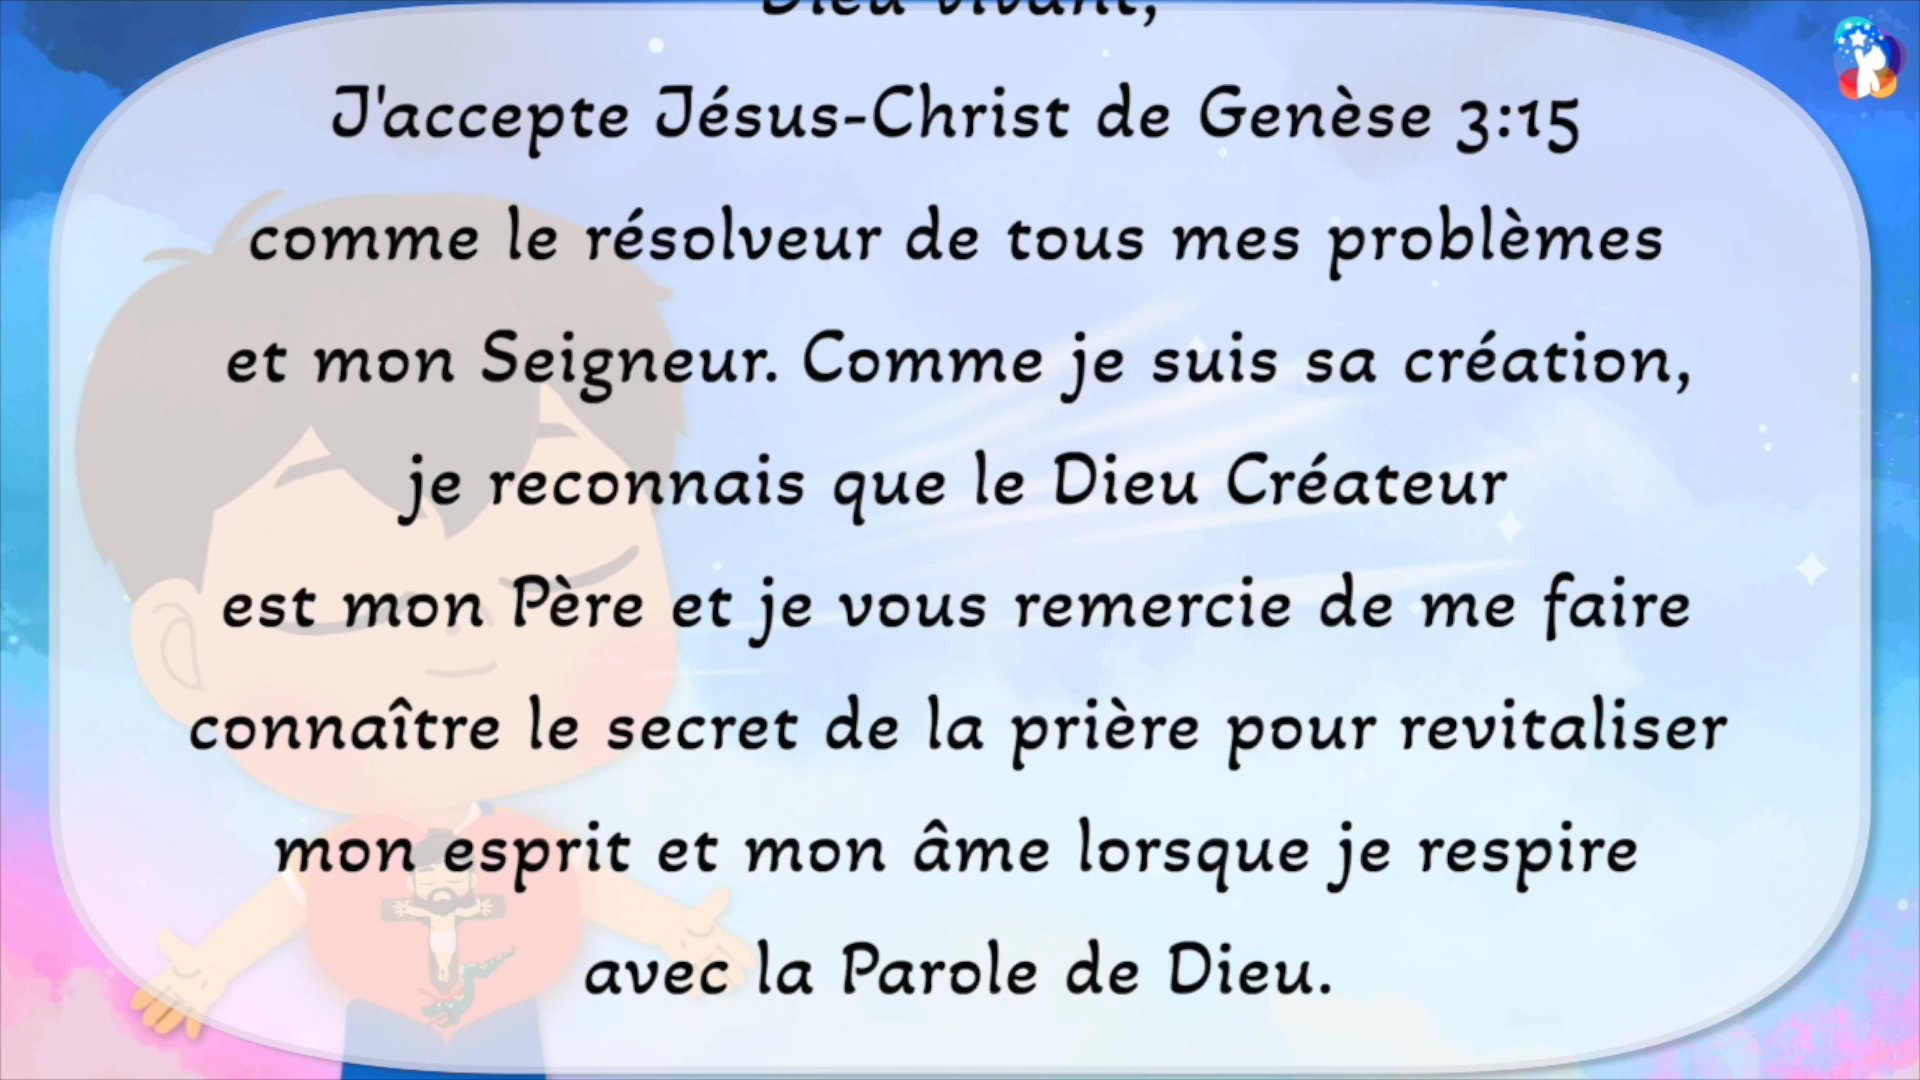 Dieu vivant,
J'accepte Jésus-Christ de Genèse 3:15
comme le résolveur de tous mes problèmes
et mon Seigneur. Comme je suis sa création,
je reconnais que le Dieu Créateur
est mon Père et je vous remercie de me faire
connaître le secret de la prière pour revitaliser
mon esprit et mon âme lorsque je respire
avec la Parole de Dieu.